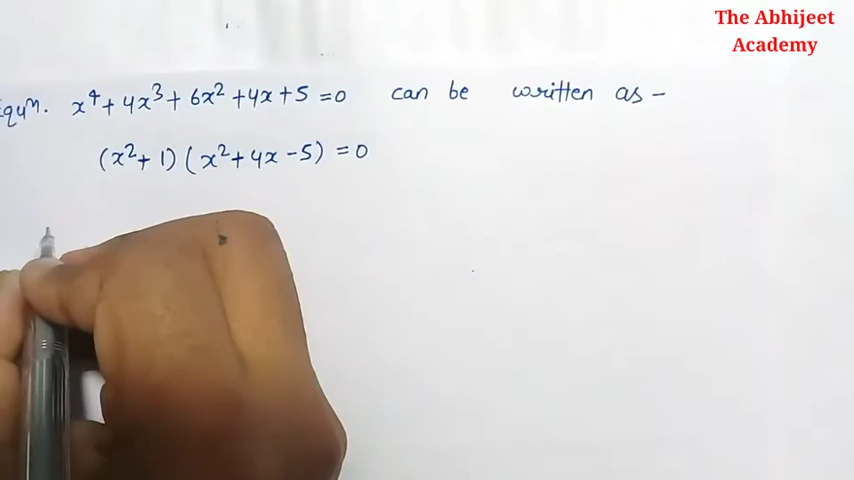 The Abhijeet
Academy
Equn. x⁴ + 4x³ + 6x² + 4x + 5 = 0 can be written as -
(x² + 1) (x² + 4x - 5) = 0